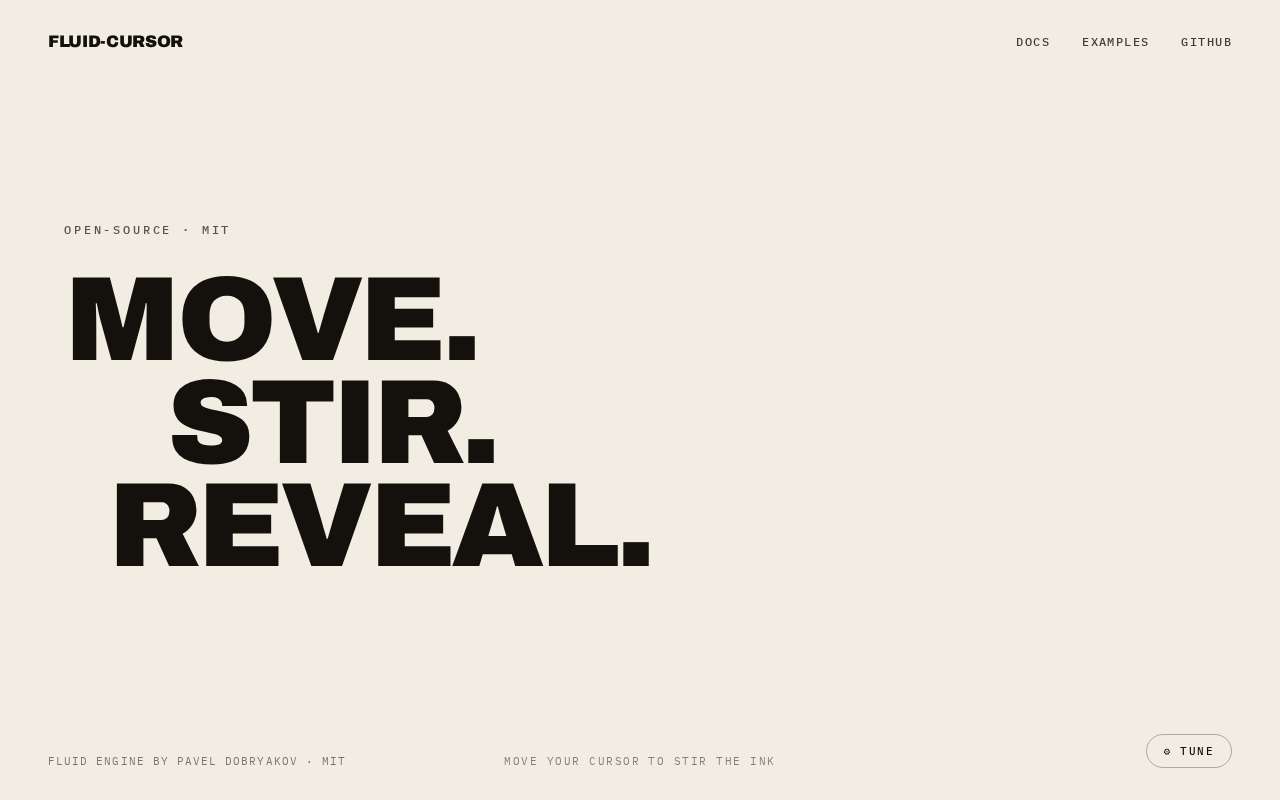 FLUID-CURSOR
DOCS EXAMPLES GITHUB
OPEN-SOURCE · MIT
MOVE.
STIR.
REVEAL.
FLUID ENGINE BY PAVEL DOBRYAKOV · MIT
MOVE YOUR CURSOR TO STIR THE INK
⚙ TUNE